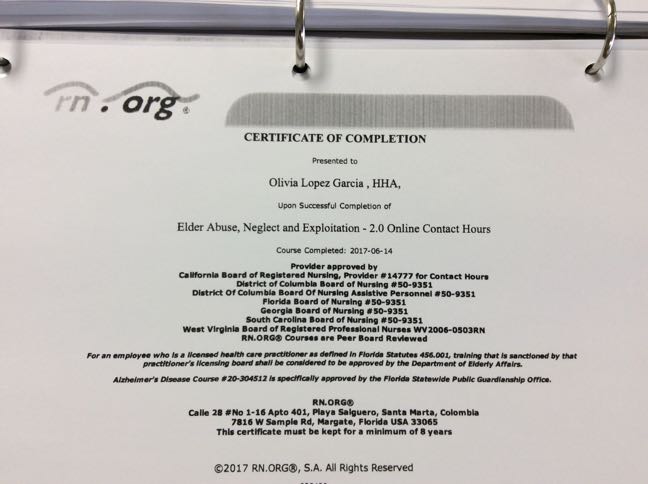 rn.org®
CERTIFICATE OF COMPLETION
Presented to
Olivia Lopez Garcia , HHA,
Upon Successful Completion of
Elder Abuse, Neglect and Exploitation - 2.0 Online Contact Hours
Course Completed: 2017-06-14
Provider approved by
California Board of Registered Nursing, Provider #14777 for Contact Hours
District of Columbia Board of Nursing #50-9351
District Of Columbia Board Of Nursing Assistive Personnel #50-9351
Florida Board of Nursing #50-9351
Georgia Board of Nursing #50-9351
South Carolina Board of Nursing #50-9351
West Virginia Board of Registered Professional Nurses WV2006-0503RN
RN.ORG® Courses are Peer Board Reviewed
For an employee who is a licensed health care practitioner as defined in Florida Statutes 456.001, training that is sanctioned by that
practitioner's licensing board shall be considered to be approved by the Department of Elderly Affairs.
Alzheimer's Disease Course #20-304512 is specifically approved by the Florida Statewide Public Guardianship Office.
RN.ORG®
Calle 28 #No 1-16 Apto 401, Playa Salguero, Santa Marta, Colombia
7816 W Sample Rd, Margate, Florida USA 33065
This certificate must be kept for a minimum of 8 years
©2017 RN.ORG®, S.A. All Rights Reserved